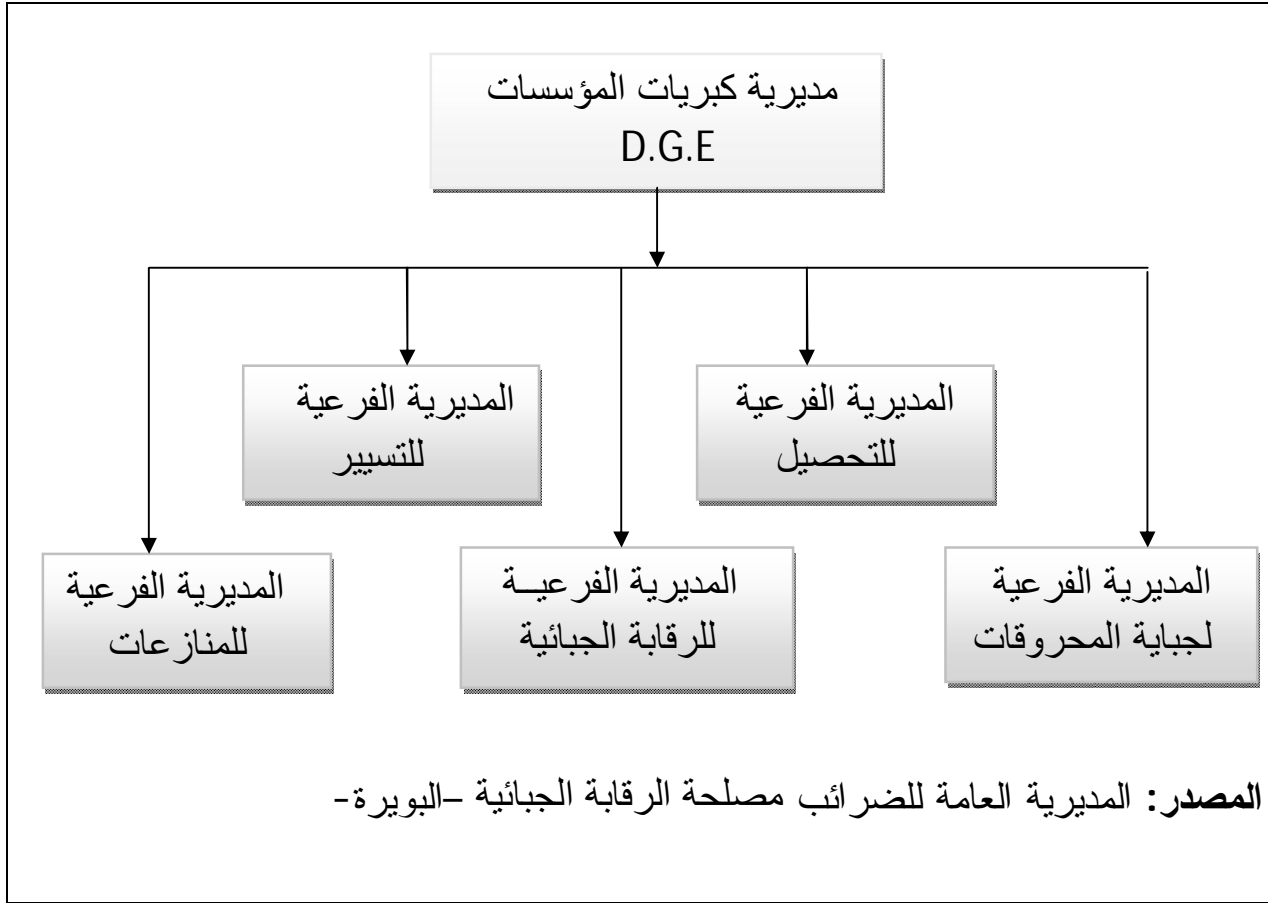 مديرية كبريات المؤسسات
D.G.E
المديرية الفرعية
للتحصيل
المديرية الفرعية
للتسيير
المديرية الفرعية
لجباية المحروقات
المديرية الفرعيــة
للرقابة الجبائية
المديرية الفرعية
للمنازعات
المصدر: المديرية العامة للضرائب مصلحة الرقابة الجبائية –البويرة-